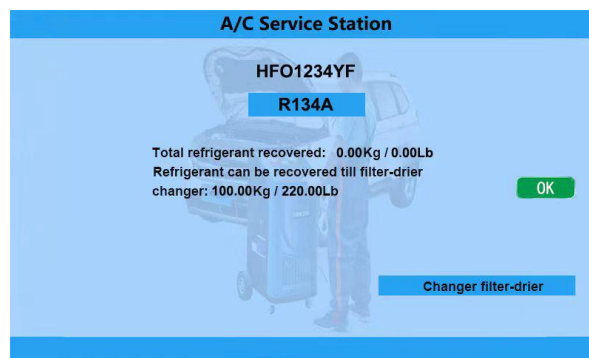 A/C Service Station
HFO1234YF
R134A
Total refrigerant recovered: 0.00Kg / 0.00Lb
Refrigerant can be recovered till filter-drier
changer: 100.00Kg / 220.00Lb
OK
Changer filter-drier